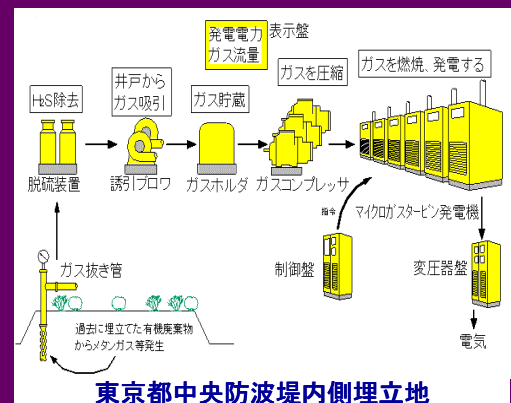 発電電力
ガス流量
表示盤
H₂S除去
井戸から
ガス吸引
ガス貯蔵
ガスを圧縮
ガスを燃焼、発電する
脱硫装置
誘引ブロワ
ガスホルダ
ガスコンプレッサ
指令
マイクロガスタービン発電機
ガス抜き管
制御盤
変圧器盤
過去に埋立てた有機廃棄物
からメタンガス等発生
電気
東京都中央防波堤内側埋立地